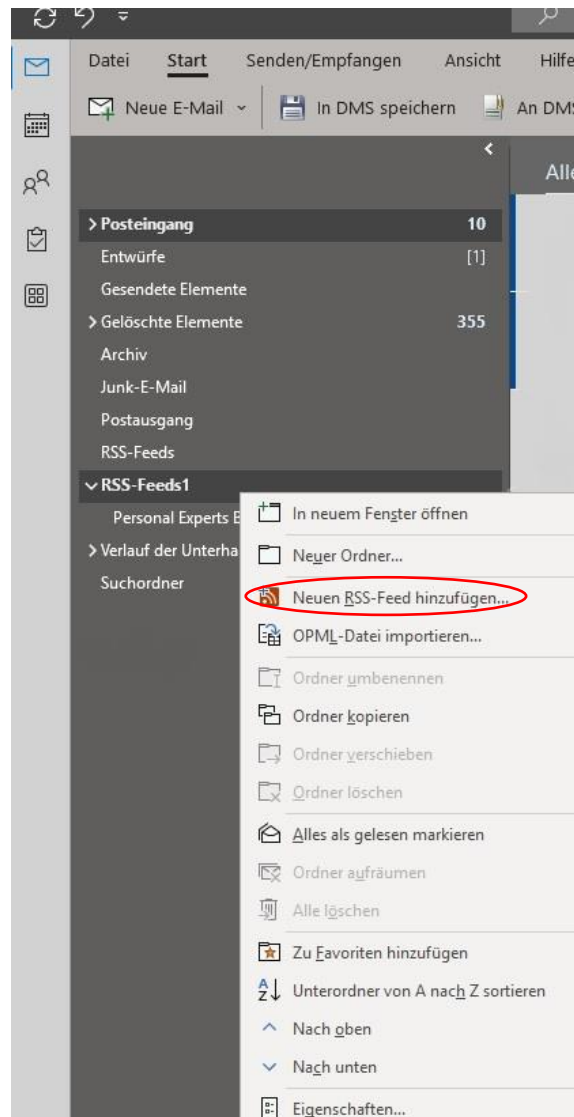 Datei Start Senden/Empfangen Ansicht Hilfe
Neue E-Mail In DMS speichern An DMS
Alle
Posteingang 10
Entwürfe [1]
Gesendete Elemente
Gelöschte Elemente 355
Archiv
Junk-E-Mail
Postausgang
RSS-Feeds
RSS-Feeds1
Personal Experts
Verlauf der Unterha
Suchordner
In neuem Fenster öffnen
Neuer Ordner...
Neuen RSS-Feed hinzufügen...
OPML-Datei importieren...
Ordner umbenennen
Ordner kopieren
Ordner verschieben
Ordner löschen
Alles als gelesen markieren
Ordner aufräumen
Alle löschen
Zu Favoriten hinzufügen
Unterordner von A nach Z sortieren
Nach oben
Nach unten
Eigenschaften...